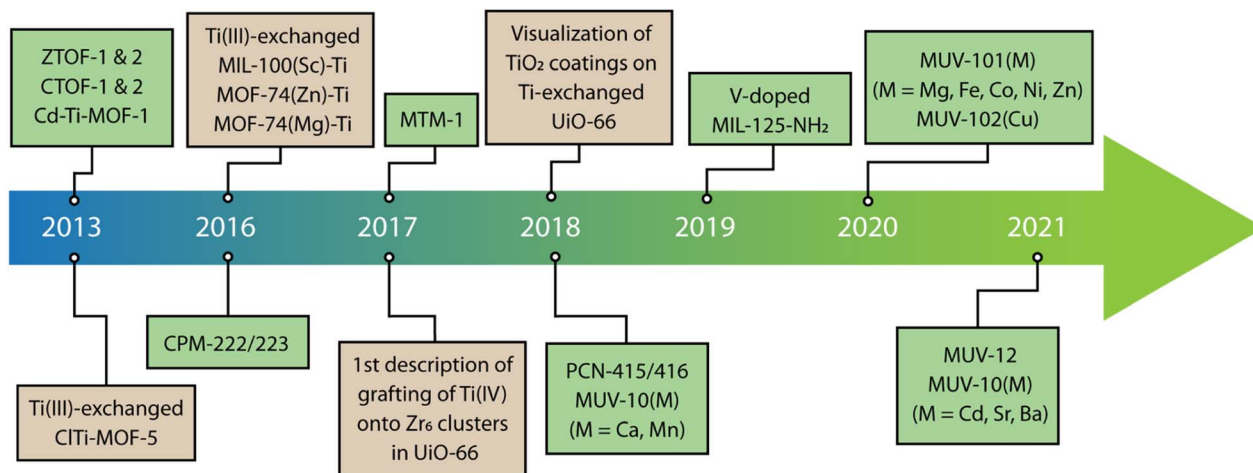 ZTOF-1 & 2
CTOF-1 & 2
Cd-Ti-MOF-1
Ti(III)-exchanged
MIL-100(Sc)-Ti
MOF-74(Zn)-Ti
MOF-74(Mg)-Ti
MTM-1
Visualization of
TiO₂ coatings on
Ti-exchanged
UiO-66
V-doped
MIL-125-NH₂
MUV-101(M)
(M = Mg, Fe, Co, Ni, Zn)
MUV-102(Cu)
2013
2016
2017
2018
2019
2020
2021
Ti(III)-exchanged
ClTi-MOF-5
CPM-222/223
1st description of
grafting of Ti(IV)
onto Zr₆ clusters
in UiO-66
PCN-415/416
MUV-10(M)
(M = Ca, Mn)
MUV-12
MUV-10(M)
(M = Cd, Sr, Ba)